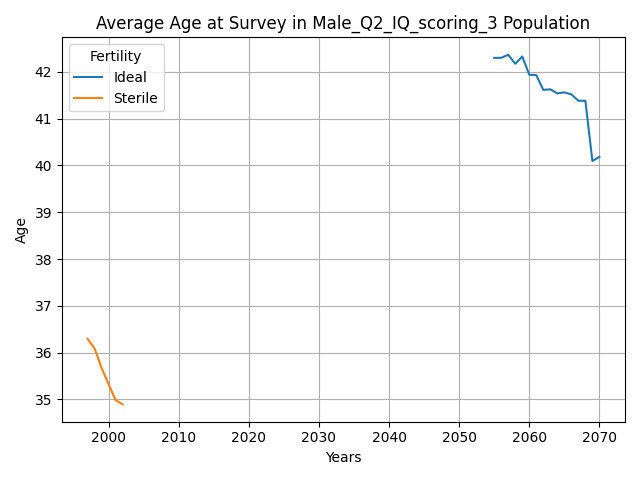 Average Age at Survey in Male_Q2_IQ_scoring_3 Population
Fertility
Ideal
Sterile
Age
42
41
40
39
38
37
36
35
2000 2010 2020 2030 2040 2050 2060 2070
Years